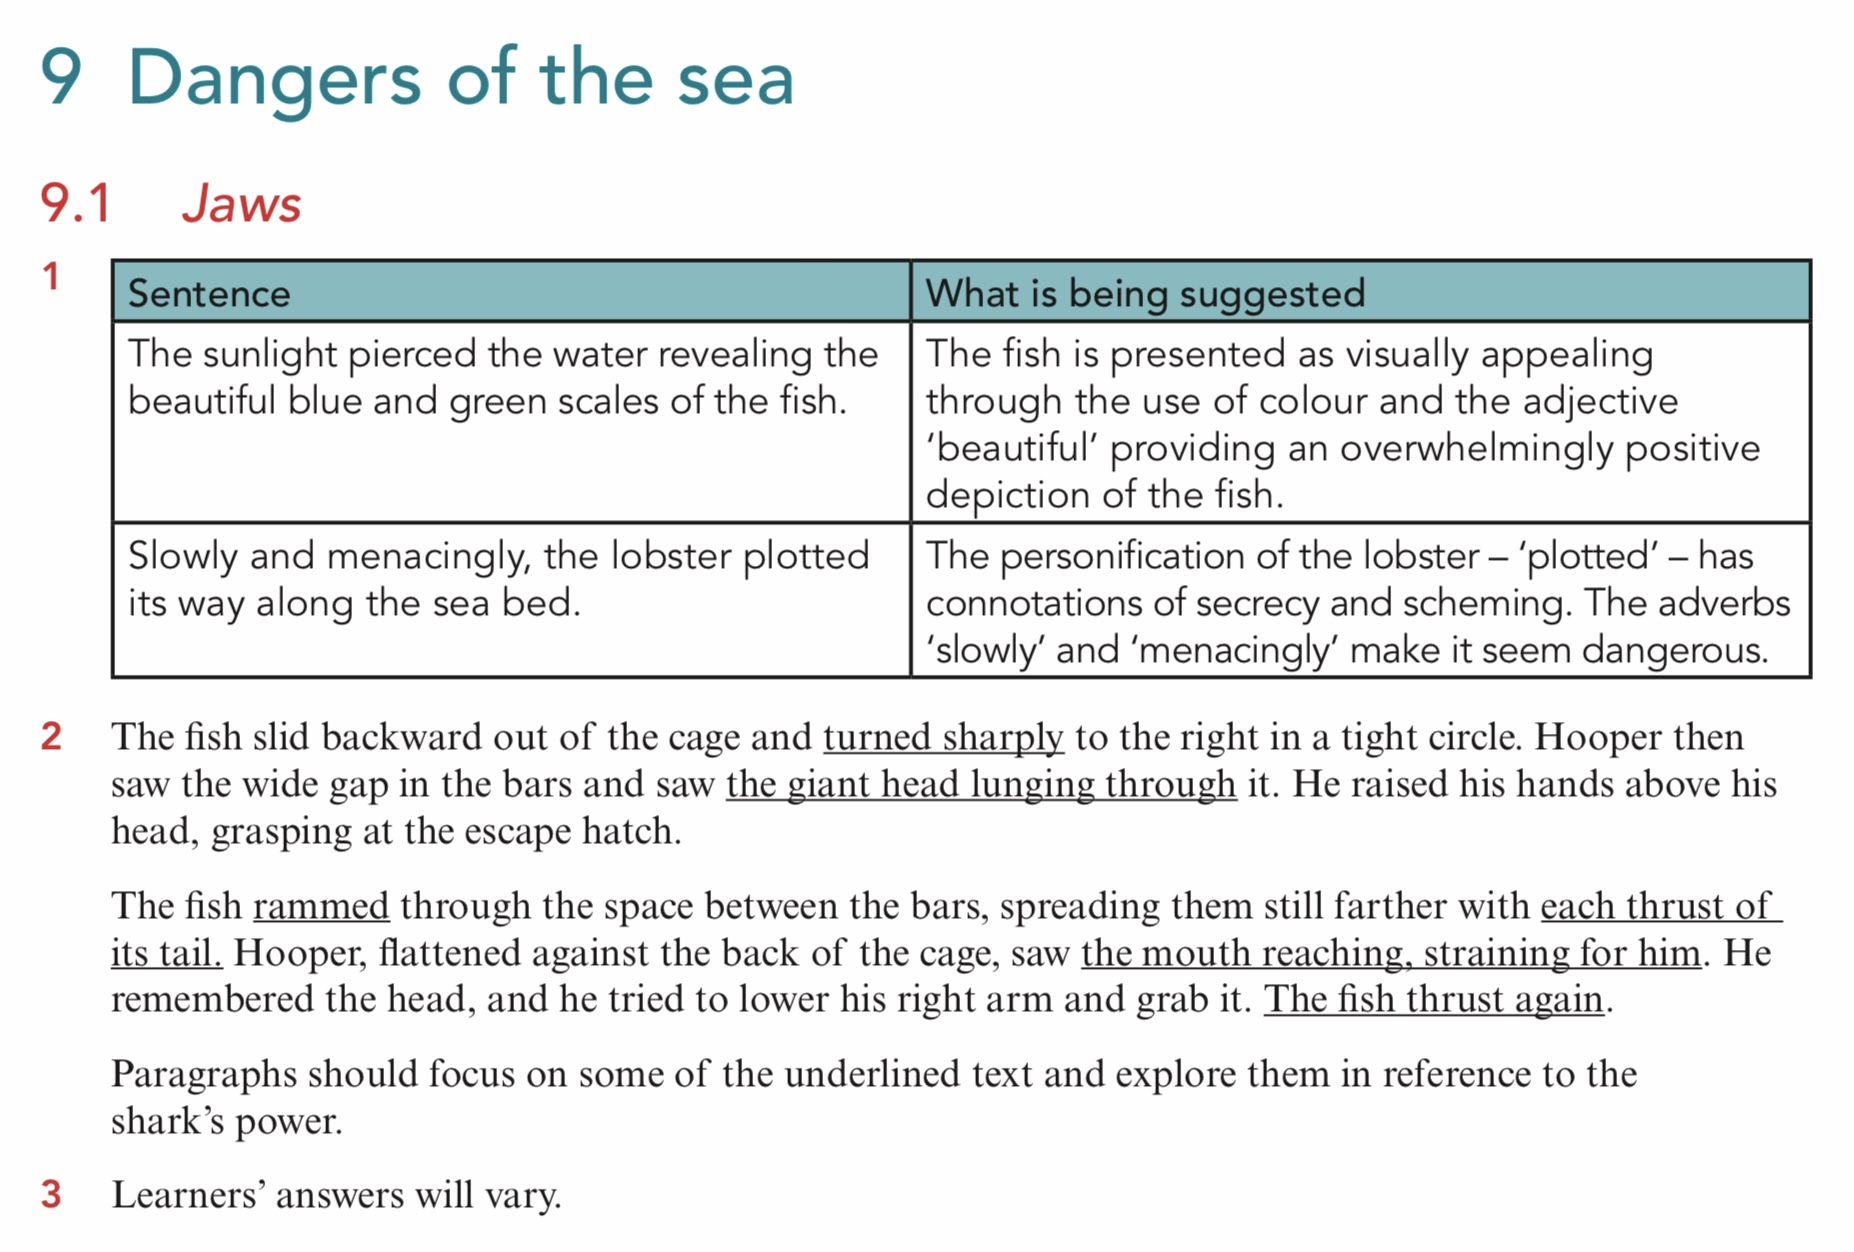 9 Dangers of the sea
9.1 Jaws
1
Sentence
What is being suggested
The sunlight pierced the water revealing the
beautiful blue and green scales of the fish.
The fish is presented as visually appealing
through the use of colour and the adjective
‘beautiful’ providing an overwhelmingly positive
depiction of the fish.
Slowly and menacingly, the lobster plotted
its way along the sea bed.
The personification of the lobster – ‘plotted’ – has
connotations of secrecy and scheming. The adverbs
‘slowly’ and ‘menacingly’ make it seem dangerous.
2 The fish slid backward out of the cage and turned sharply to the right in a tight circle. Hooper then
saw the wide gap in the bars and saw the giant head lunging through it. He raised his hands above his
head, grasping at the escape hatch.
The fish rammed through the space between the bars, spreading them still farther with each thrust of
its tail. Hooper, flattened against the back of the cage, saw the mouth reaching, straining for him. He
remembered the head, and he tried to lower his right arm and grab it. The fish thrust again.
Paragraphs should focus on some of the underlined text and explore them in reference to the
shark’s power.
3 Learners’ answers will vary.